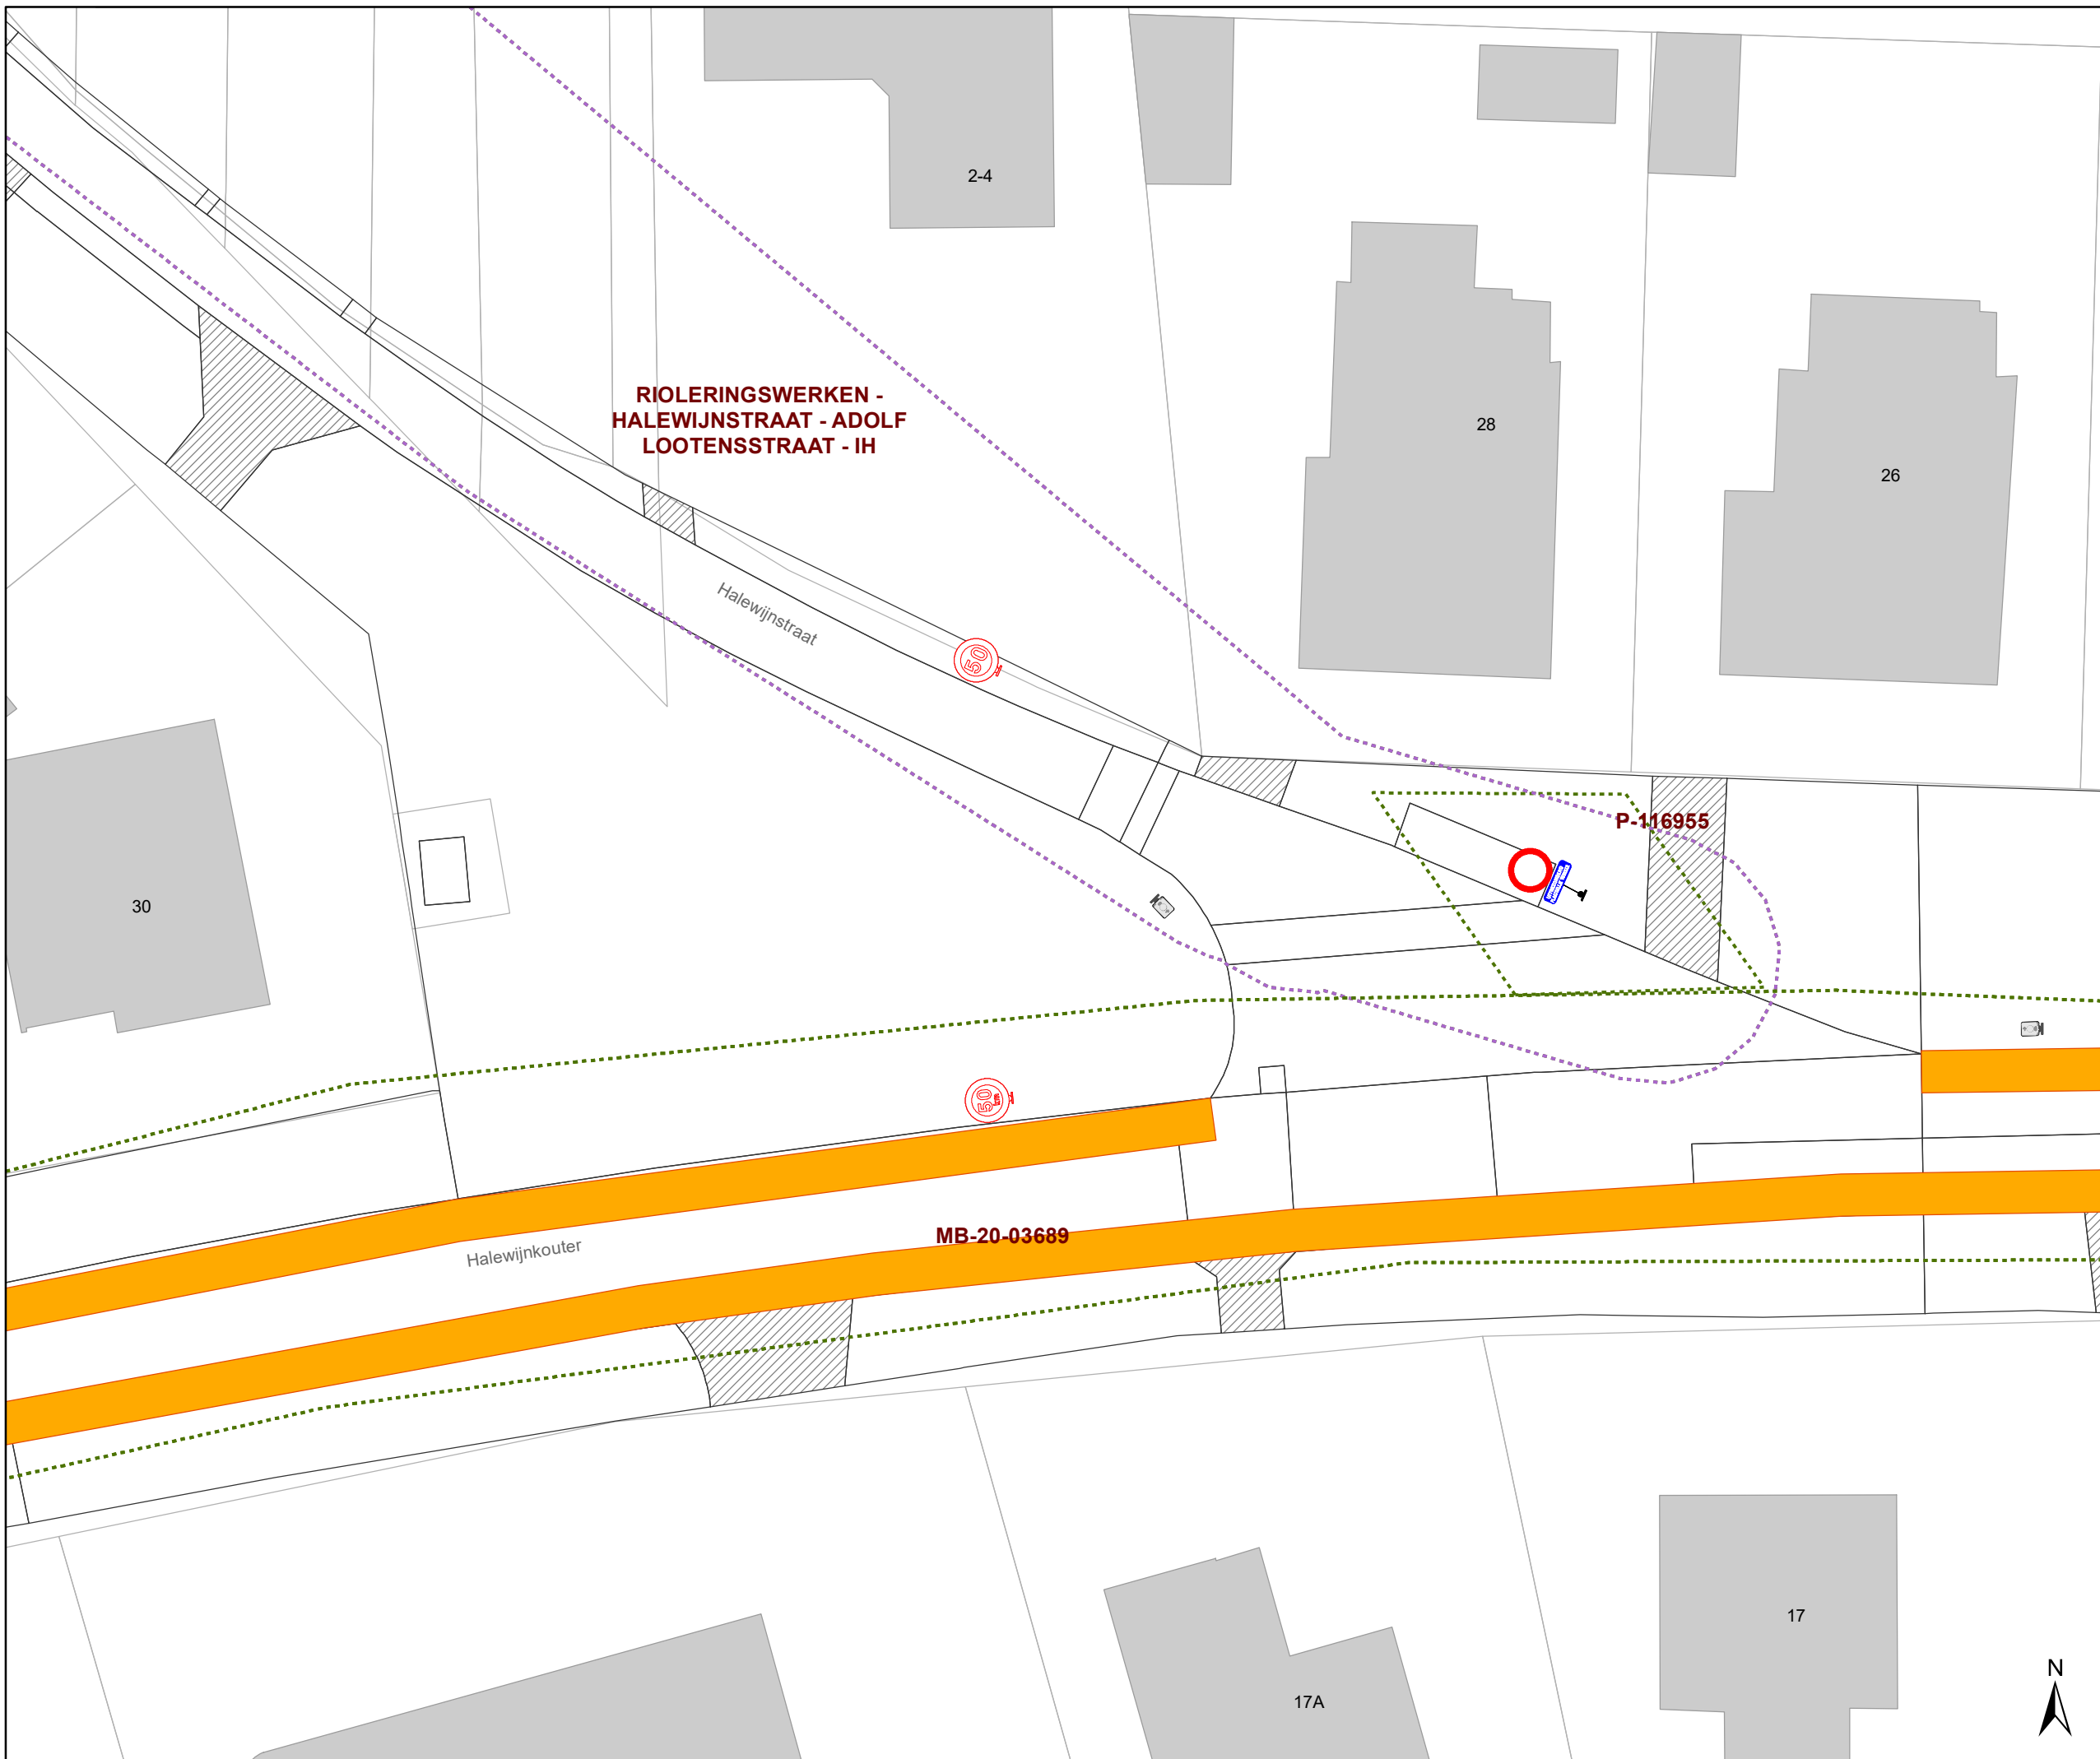 2-4
RIOLERINGSWERKEN -
HALEWIJNSTRAAT - ADOLF
LOOTENSSTRAAT - IH
28
26
Halewijnstraat
50
P-116955
30
50
MB-20-03689
Halewijnkouter
17
17A
N